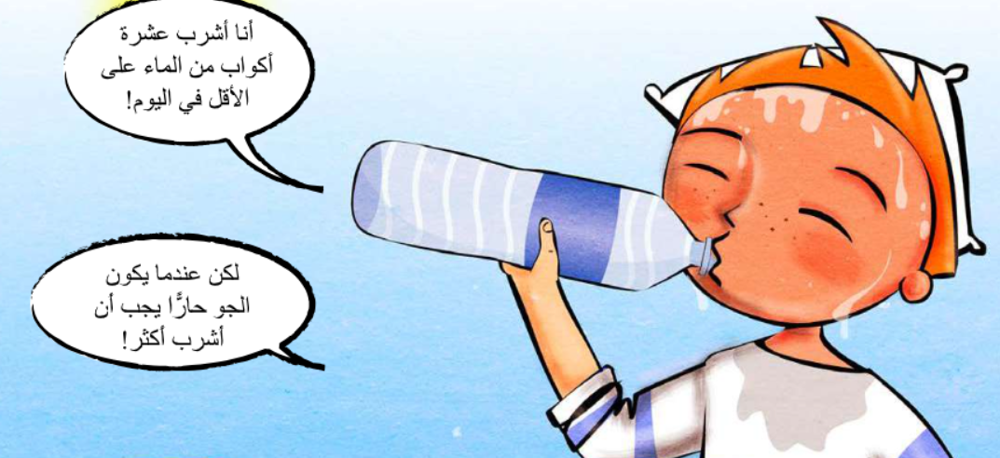 أنا أشرب عشرة
أكواب من الماء على
الأقل في اليوم!
لكن عندما يكون
الجو حارًّا يجب أن
أشرب أكثر!